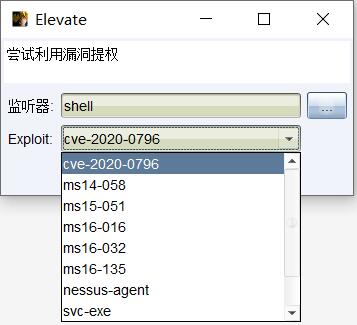 Elevate
尝试利用漏洞提权
监听器: shell ...
Exploit: cve-2020-0796
cve-2020-0796
ms14-058
ms15-051
ms16-016
ms16-032
ms16-135
nessus-agent
svc-exe